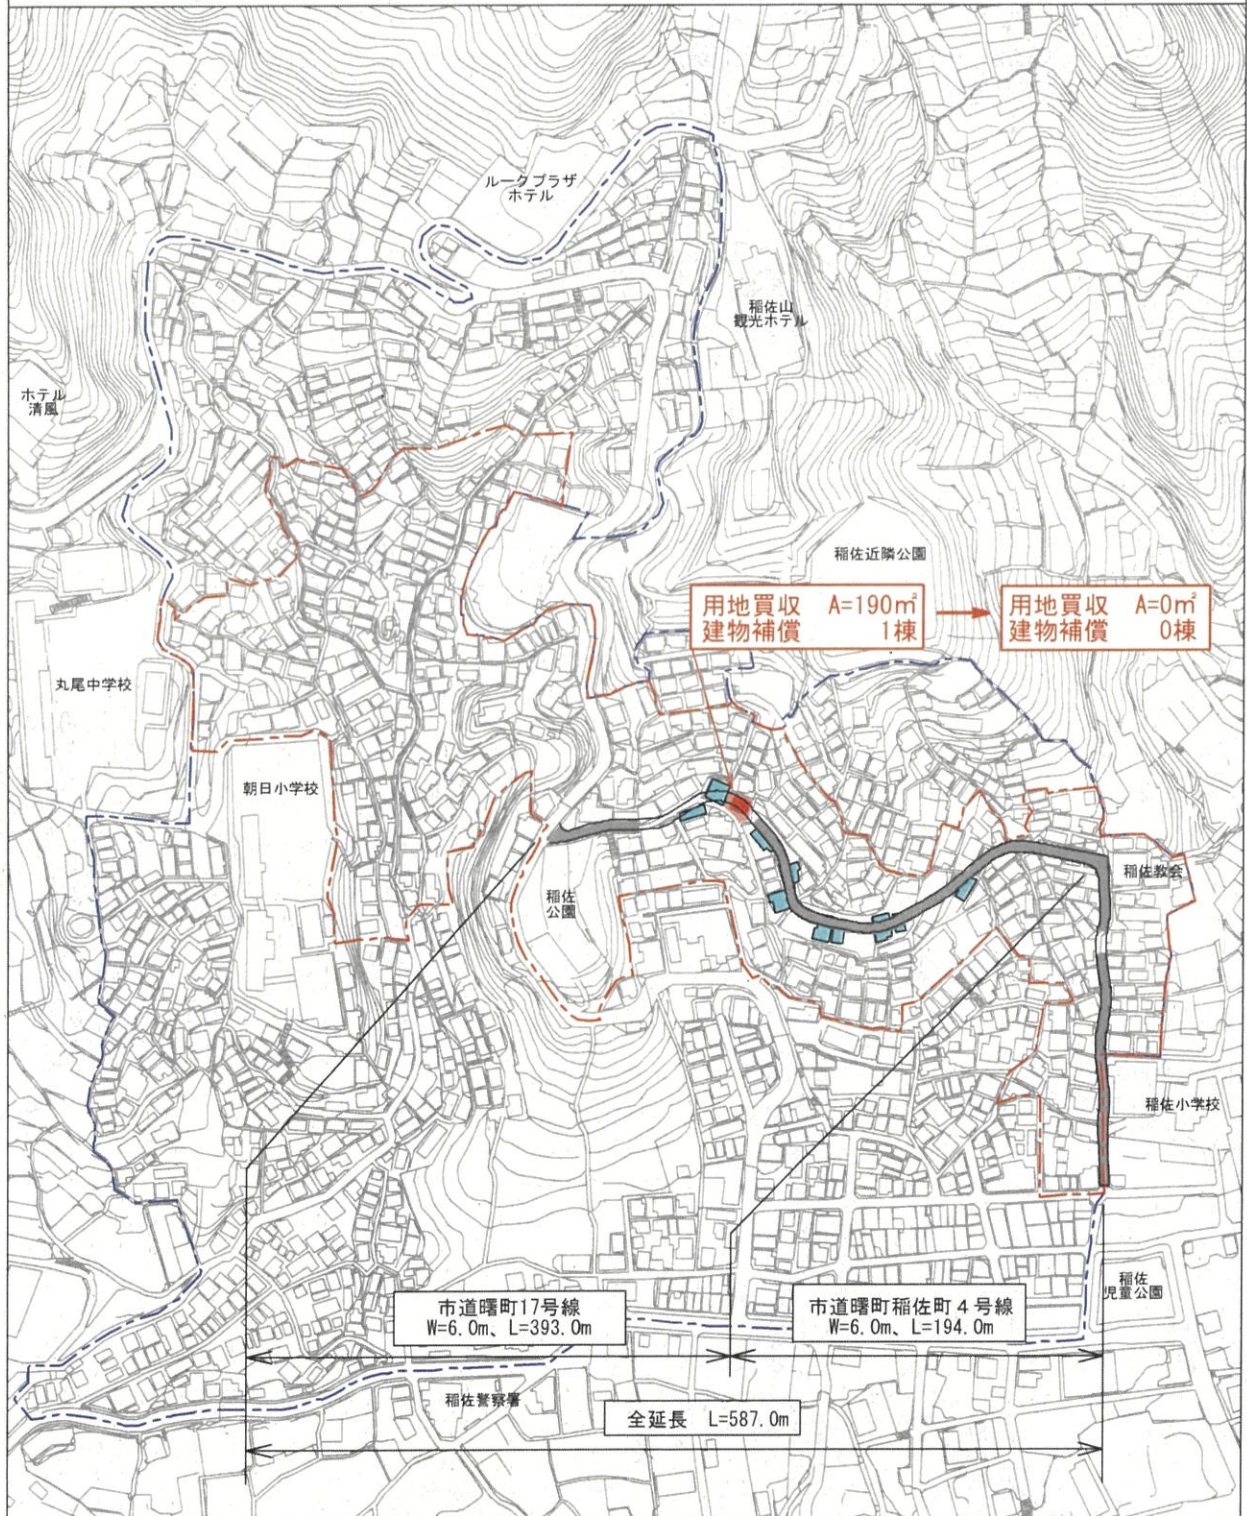 ルークプラザ
ホテル
稲佐山
観光ホテル
ホテル
清風
稲佐近隣公園
用地買収 A=190㎡
建物補償 1棟
用地買収 A=0㎡
建物補償 0棟
丸尾中学校
朝日小学校
稲佐
公園
稲佐教会
稲佐小学校
稲佐
児童公園
市道曙町17号線
W=6.0m、L=393.0m
市道曙町稲佐町4号線
W=6.0m、L=194.0m
稲佐警察署
全延長 L=587.0m